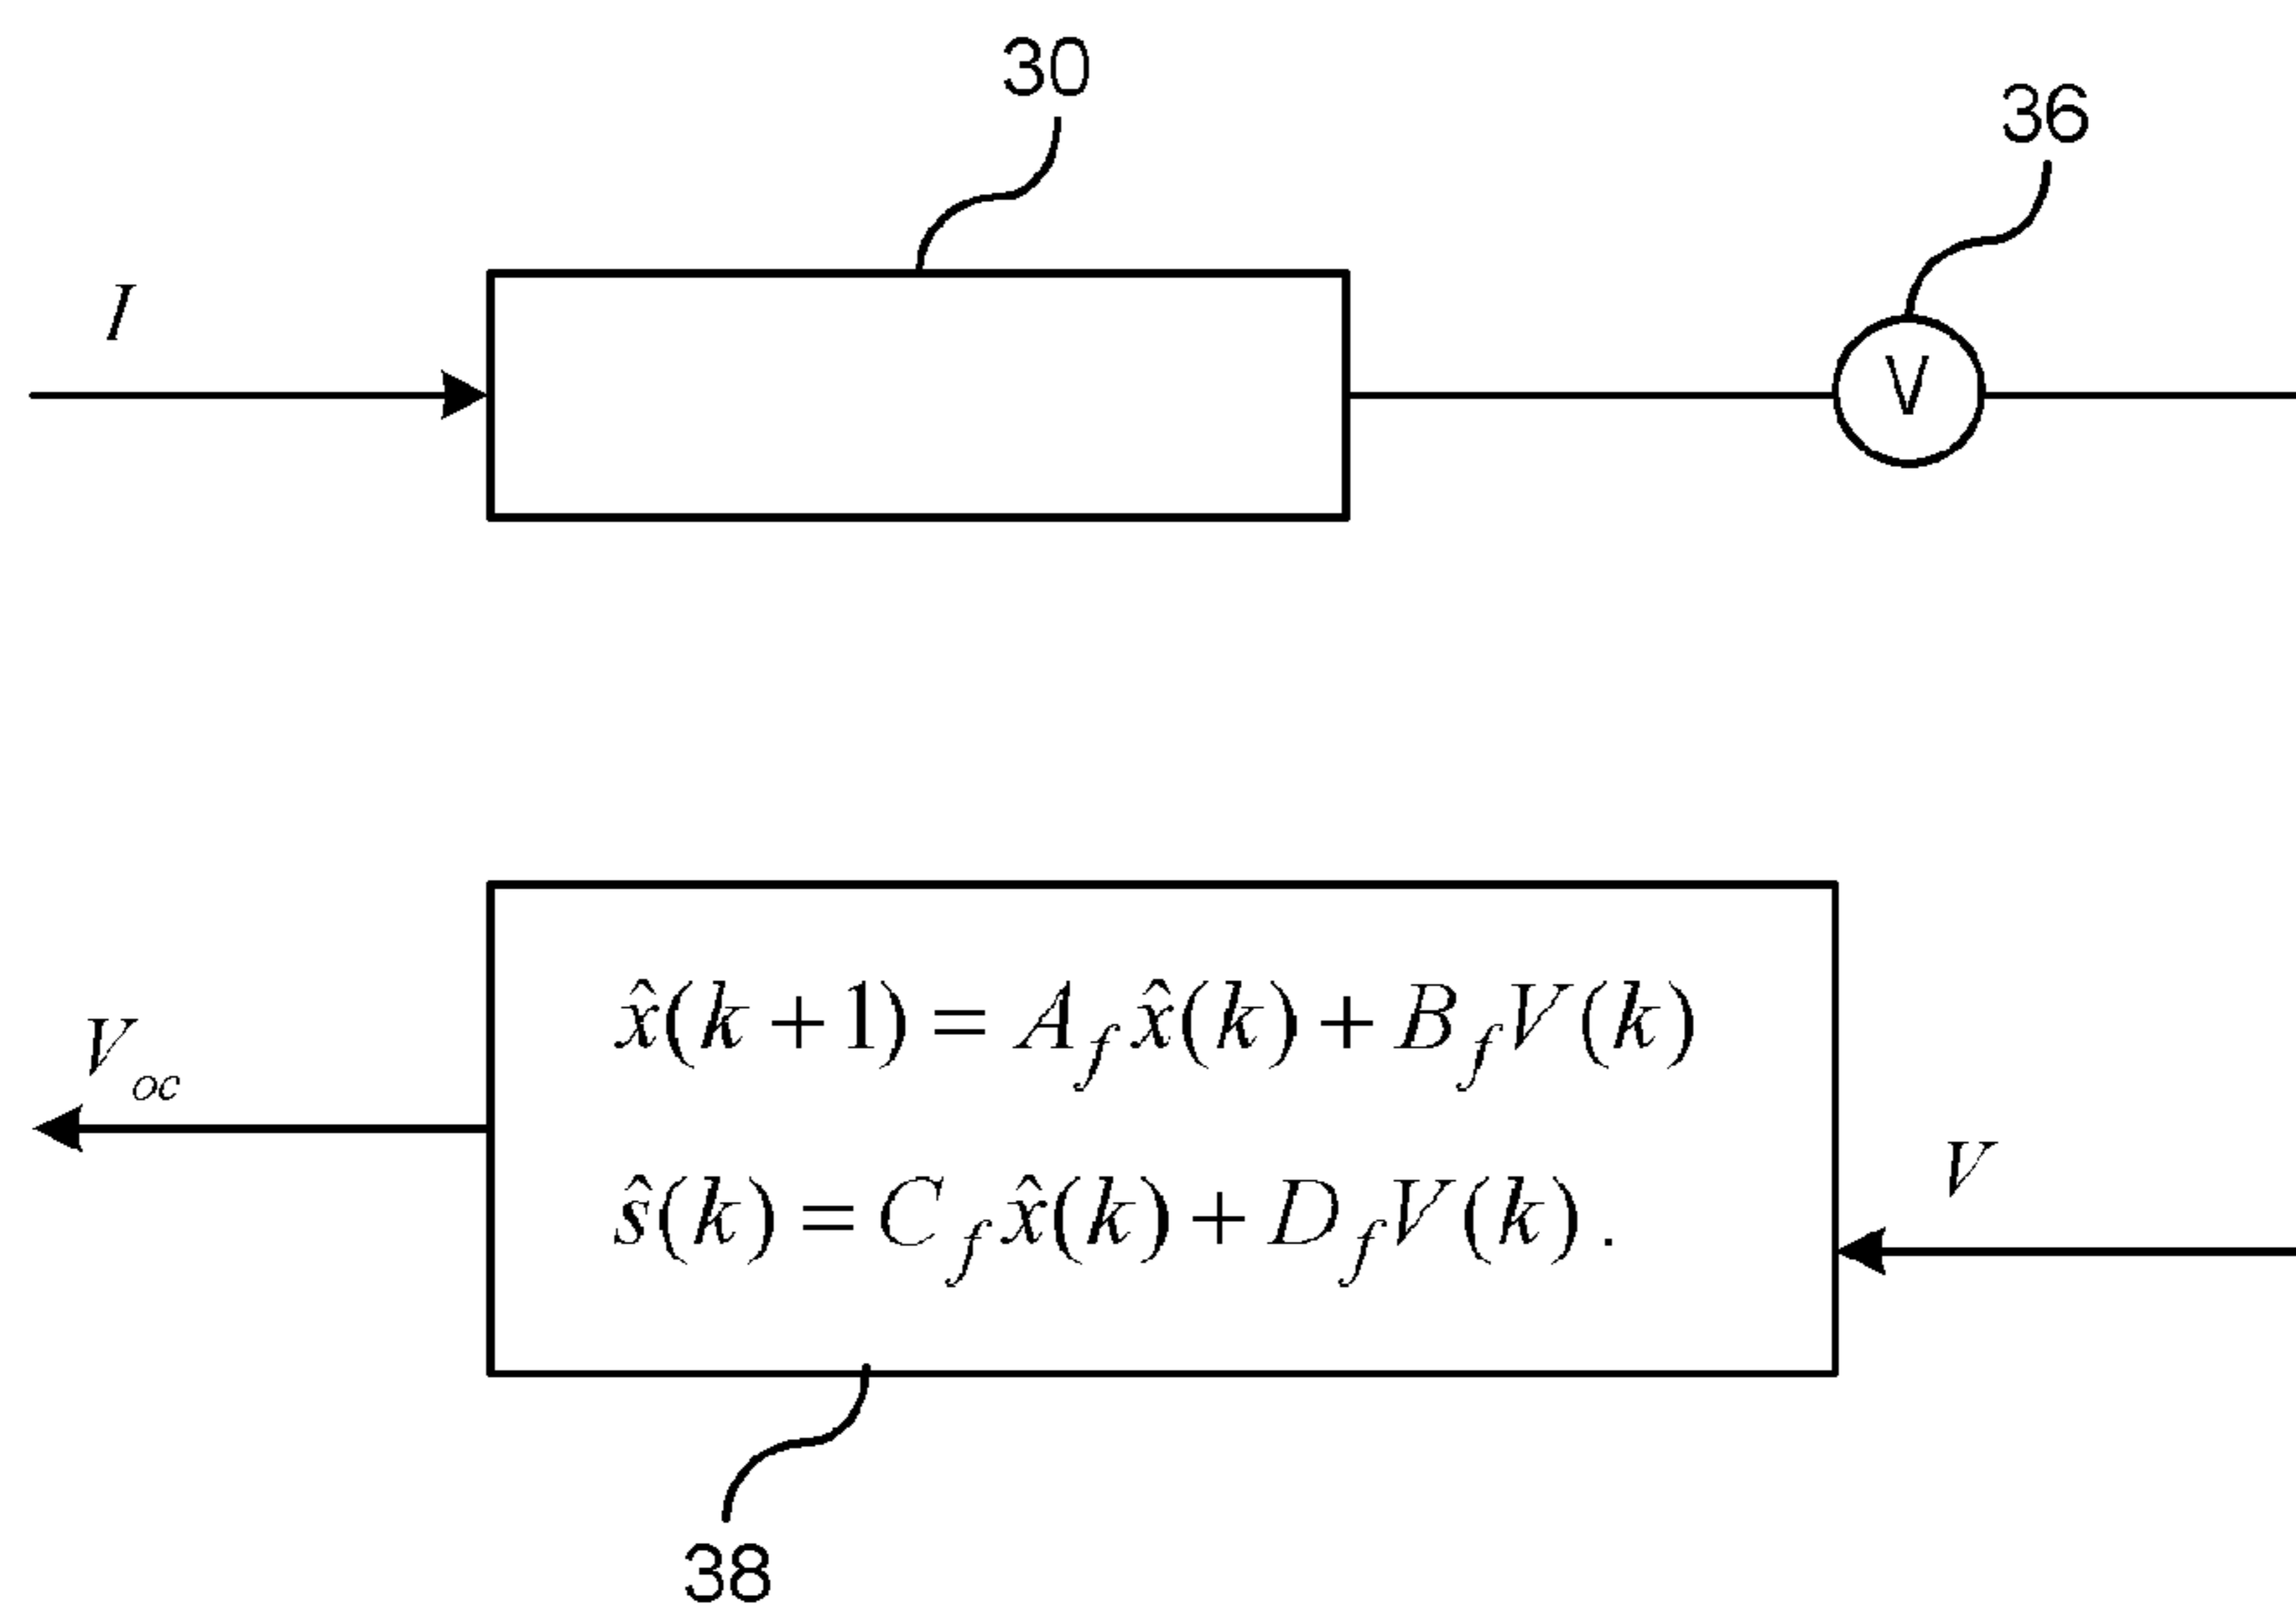 30
36
I
V
x̂(k + 1) = A_f x̂(k) + B_f V(k)
V_oc
V
ŝ(k) = C_f x̂(k) + D_f V(k).
38